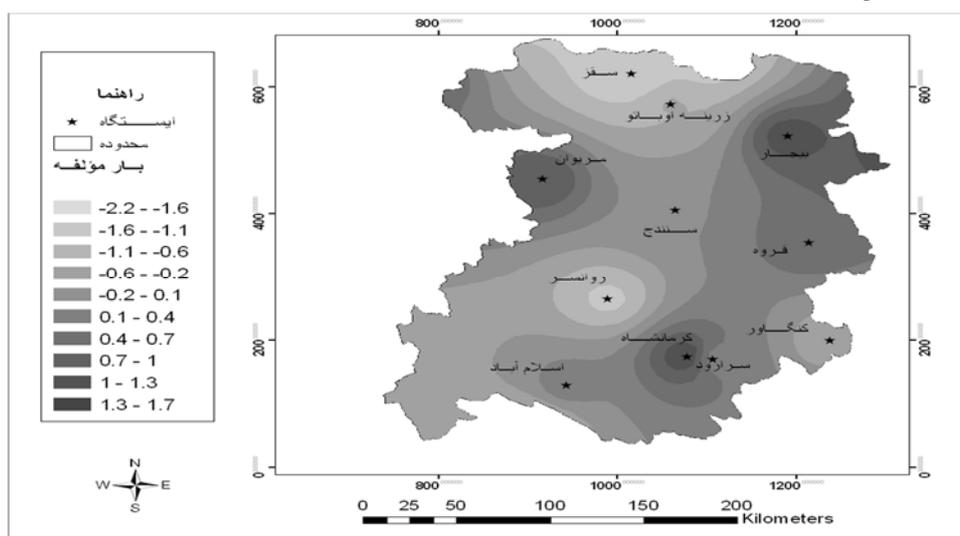 800 1000 1200
راهنما
ایستگاه
محدوده
بار مؤلفه
-2.2 - -1.6
-1.6 - -1.1
-1.1 - -0.6
-0.6 - -0.2
-0.2 - 0.1
0.1 - 0.4
0.4 - 0.7
0.7 - 1
1 - 1.3
1.3 - 1.7
N
W E
S
600
400
200
0
سقز
زرینه اوباتو
بیجار
مریوان
سنندج
قروه
روانسر
کنگاور
کرمانشاه
سرارود
اسلام آباد
600
400
200
0
800 1000 1200
0 25 50 100 150 200
Kilometers